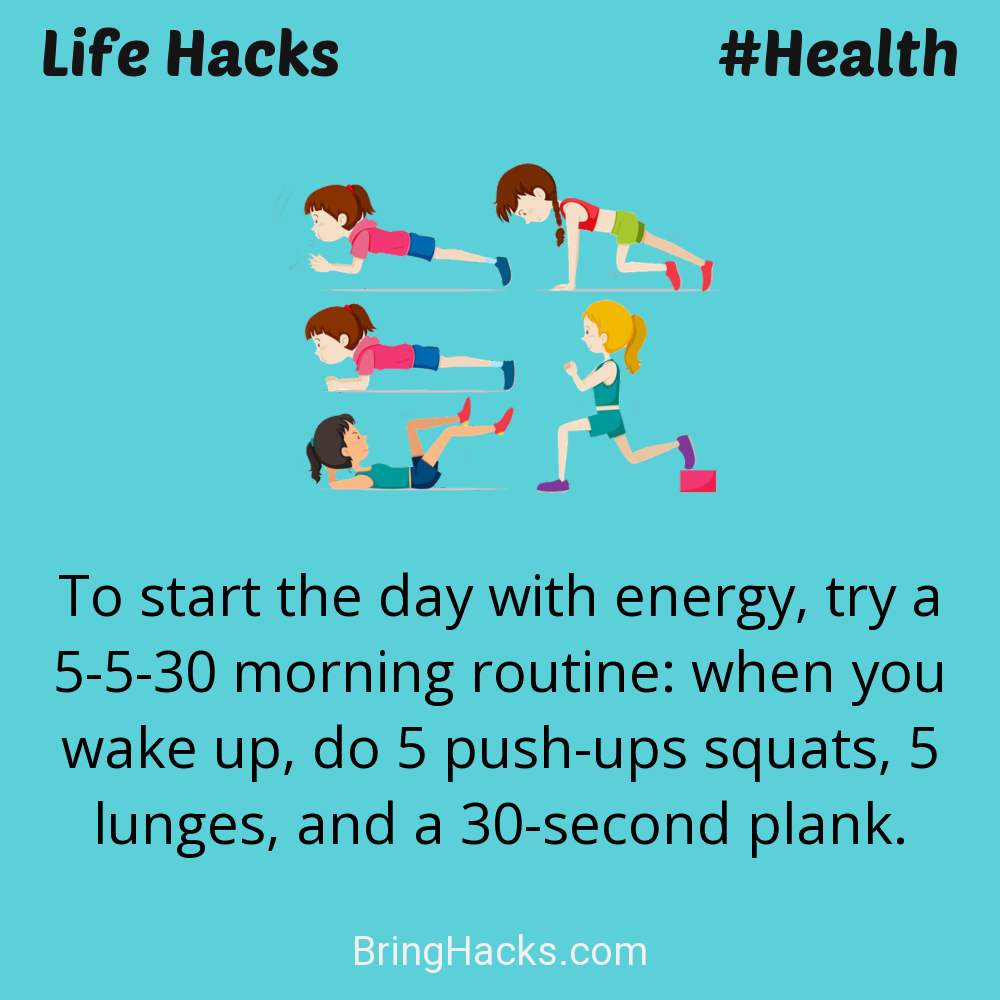 Life Hacks
#Health
To start the day with energy, try a
5-5-30 morning routine: when you
wake up, do 5 push-ups squats, 5
lunges, and a 30-second plank.
BringHacks.com